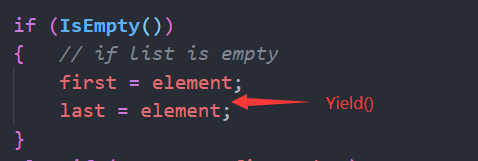 if (IsEmpty())
{ // if list is empty
first = element;
last = element; Yield()
}